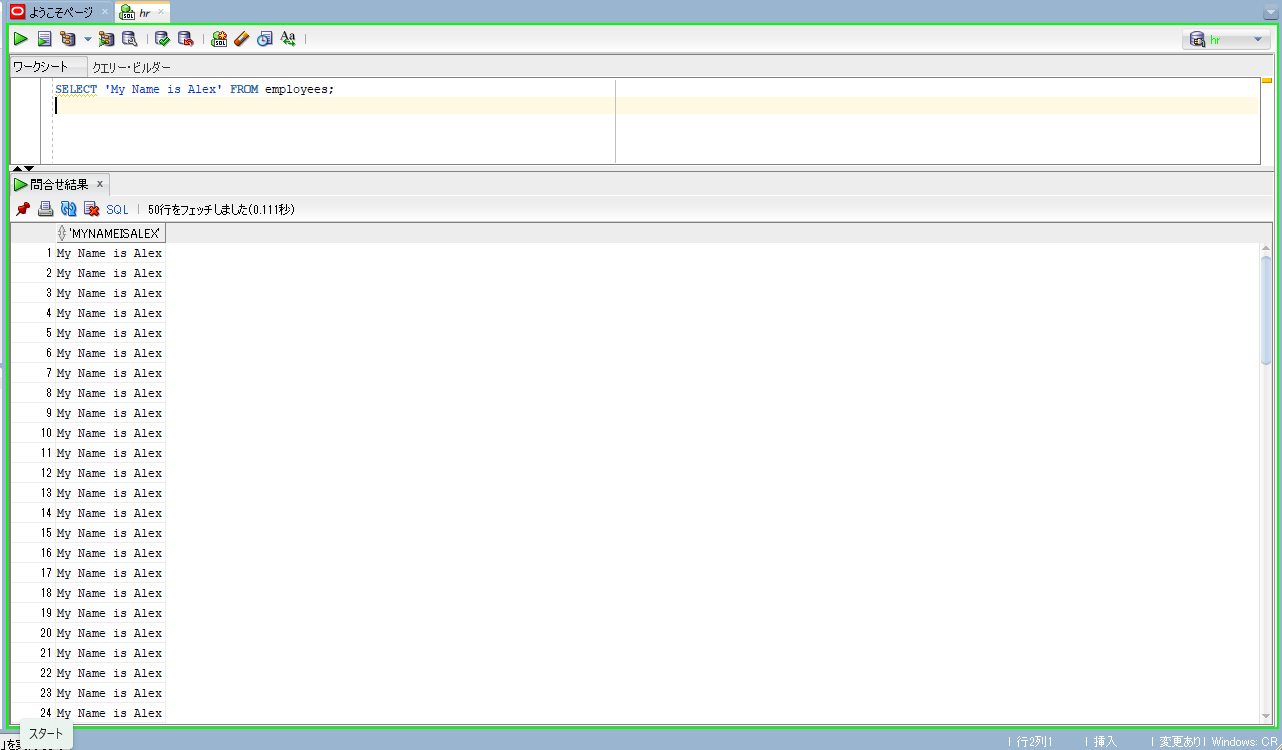 ようこそページ
hr
hr
ワークシート
クエリー・ビルダー
SELECT 'My Name is Alex' FROM employees;
問合せ結果
SQL
50行をフェッチしました(0.111秒)
'MYNAMEISALEX'
1 My Name is Alex
2 My Name is Alex
3 My Name is Alex
4 My Name is Alex
5 My Name is Alex
6 My Name is Alex
7 My Name is Alex
8 My Name is Alex
9 My Name is Alex
10 My Name is Alex
11 My Name is Alex
12 My Name is Alex
13 My Name is Alex
14 My Name is Alex
15 My Name is Alex
16 My Name is Alex
17 My Name is Alex
18 My Name is Alex
19 My Name is Alex
20 My Name is Alex
21 My Name is Alex
22 My Name is Alex
23 My Name is Alex
24 My Name is Alex
スタート
行2列1
挿入
変更あり
Windows: CR